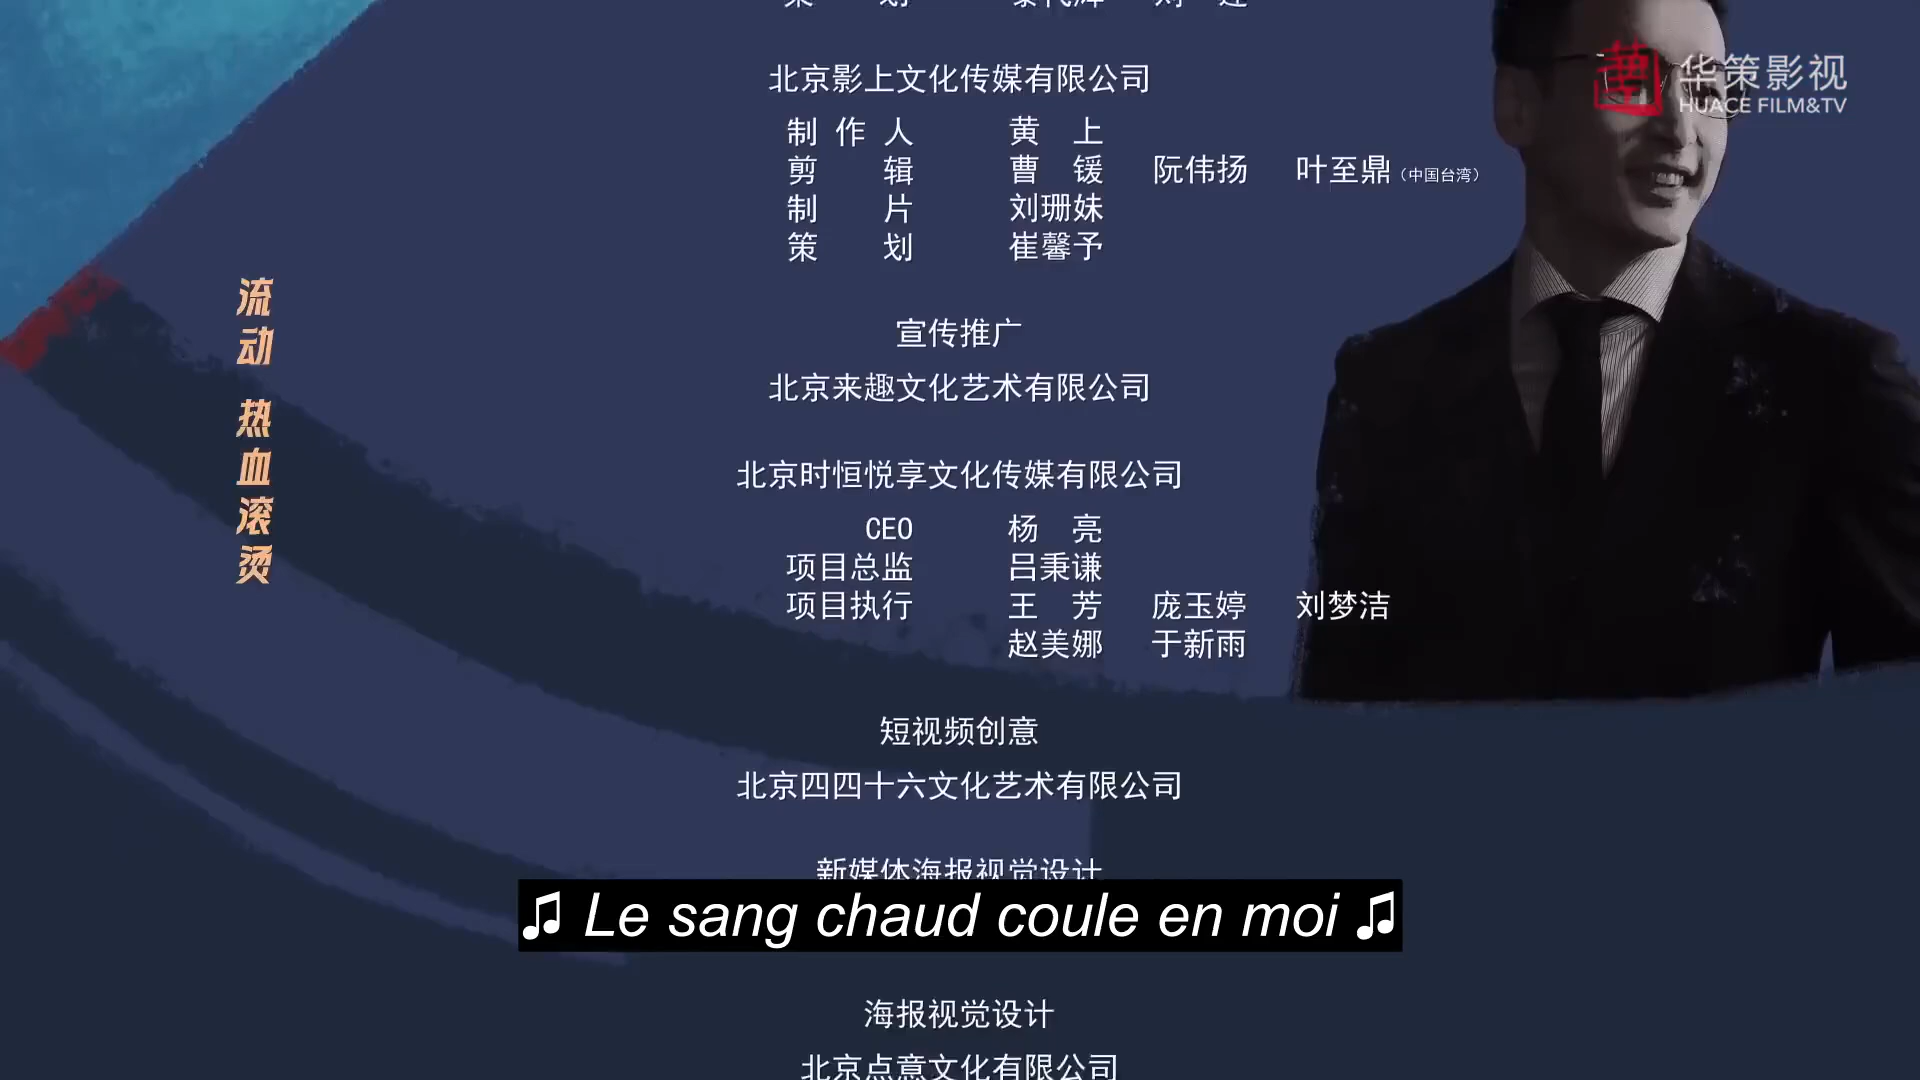 华策影视
HUACE FILM&TV
北京影上文化传媒有限公司
制作人 黄上
剪辑 曹锾 阮伟扬 叶至鼎（中国台湾）
制片 刘珊妹
策划 崔馨予
宣传推广
北京来趣文化艺术有限公司
北京时恒悦享文化传媒有限公司
CEO 杨亮
项目总监 吕秉谦
项目执行 王芳 庞玉婷 刘梦洁
赵美娜 于新雨
短视频创意
北京四四十六文化艺术有限公司
新媒体海报视觉设计
♫ Le sang chaud coule en moi ♫
海报视觉设计
北京点意文化有限公司
流动 热血滚烫